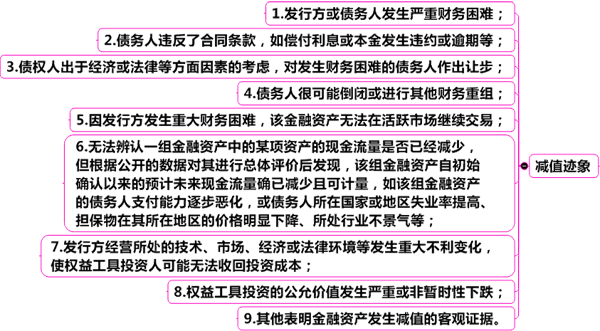 1.发行方或债务人发生严重财务困难；
2.债务人违反了合同条款，如偿付利息或本金发生违约或逾期等；
3.债权人出于经济或法律等方面因素的考虑，对发生财务困难的债务人作出让步；
4.债务人很可能倒闭或进行其他财务重组；
5.因发行方发生重大财务困难，该金融资产无法在活跃市场继续交易；
6.无法辨认一组金融资产中的某项资产的现金流量是否已经减少，
但根据公开的数据对其进行总体评价后发现，该组金融资产自初始
确认以来的预计未来现金流量确已减少且可计量，如该组金融资产
的债务人支付能力逐步恶化，或债务人所在国家或地区失业率提高、
担保物在其所在地区的价格明显下降、所处行业不景气等；
7.发行方经营所处的技术、市场、经济或法律环境等发生重大不利变化，
使权益工具投资人可能无法收回投资成本；
8.权益工具投资的公允价值发生严重或非暂时性下跌；
9.其他表明金融资产发生减值的客观证据。
减值迹象